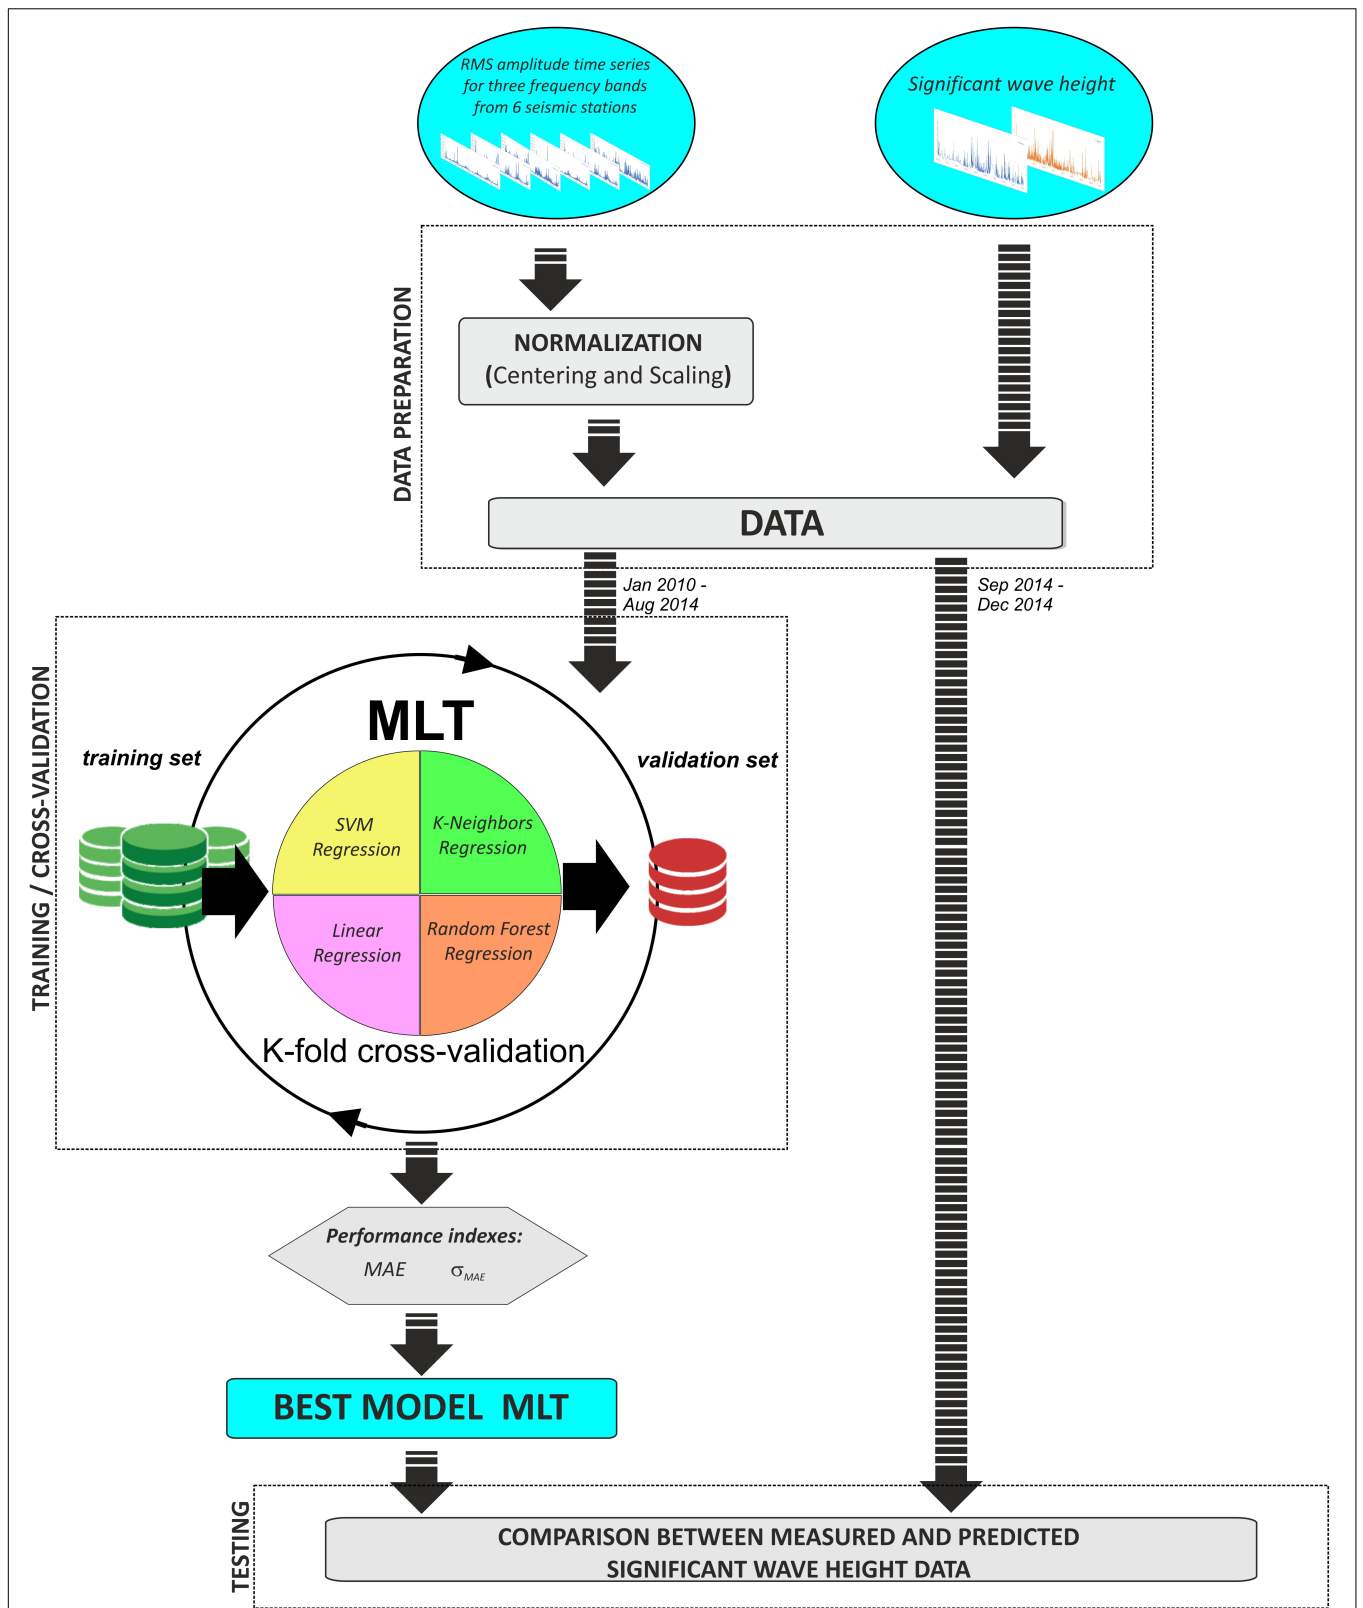 RMS amplitude time series
for three frequency bands
from 6 seismic stations
Significant wave height
DATA PREPARATION
NORMALIZATION
(Centering and Scaling)
DATA
Jan 2010 -
Aug 2014
Sep 2014 -
Dec 2014
TRAINING / CROSS-VALIDATION
MLT
training set
validation set
SVM
Regression
K-Neighbors
Regression
Linear
Regression
Random Forest
Regression
K-fold cross-validation
Performance indexes:
MAE σMAE
BEST MODEL MLT
TESTING
COMPARISON BETWEEN MEASURED AND PREDICTED
SIGNIFICANT WAVE HEIGHT DATA